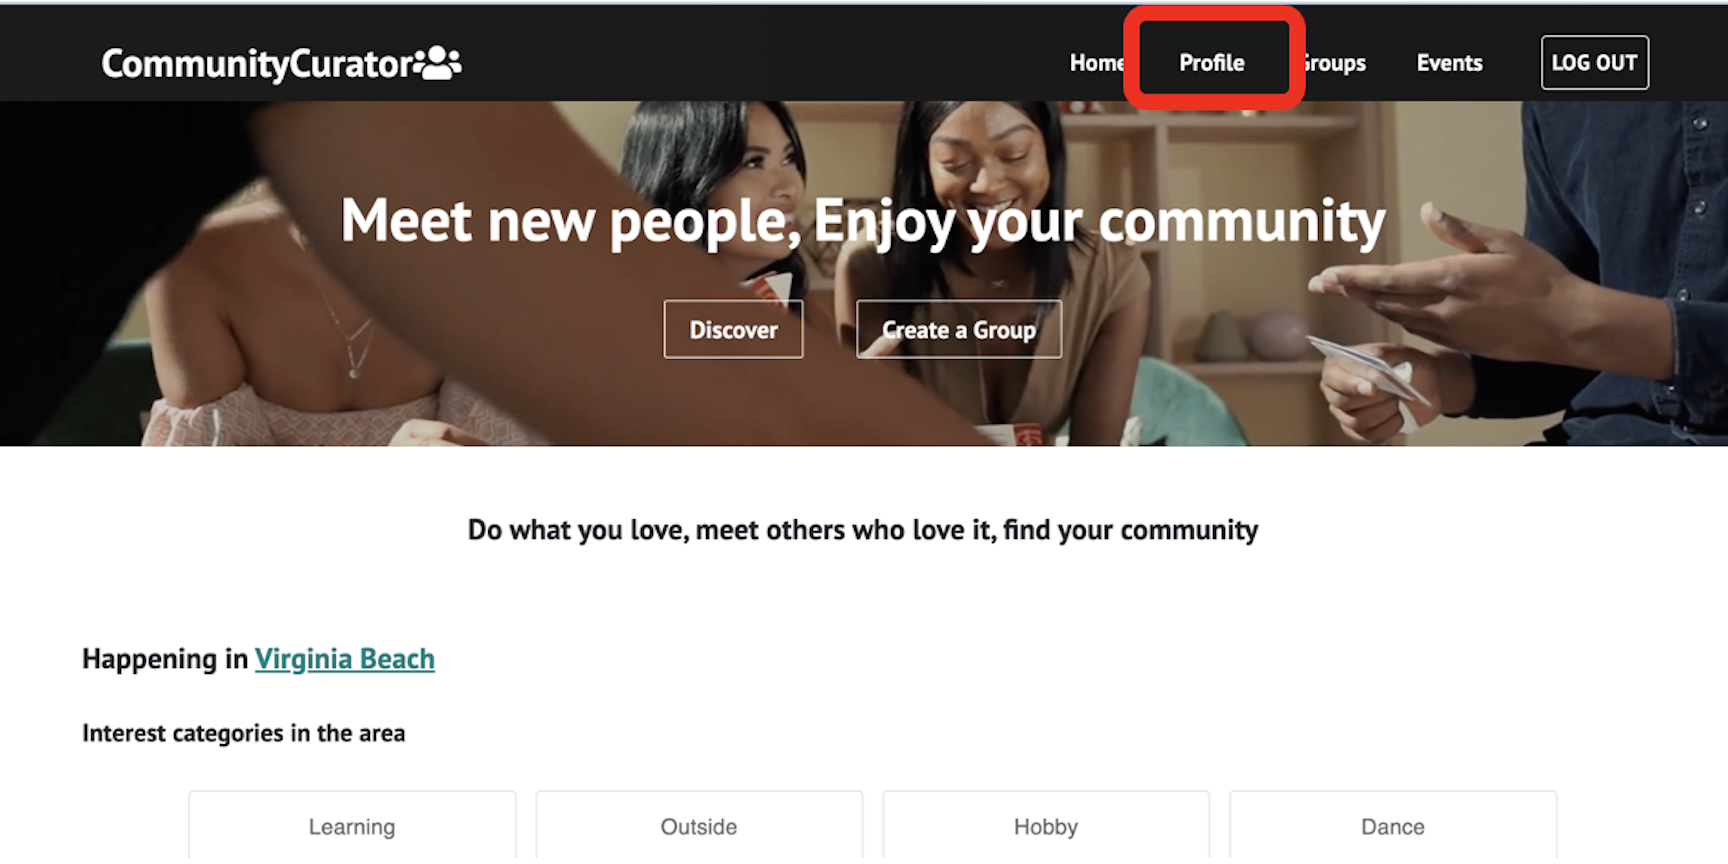 CommunityCurator
Home Profile Groups Events LOG OUT
Meet new people, Enjoy your community
Discover Create a Group
Do what you love, meet others who love it, find your community
Happening in Virginia Beach
Interest categories in the area
Learning Outside Hobby Dance